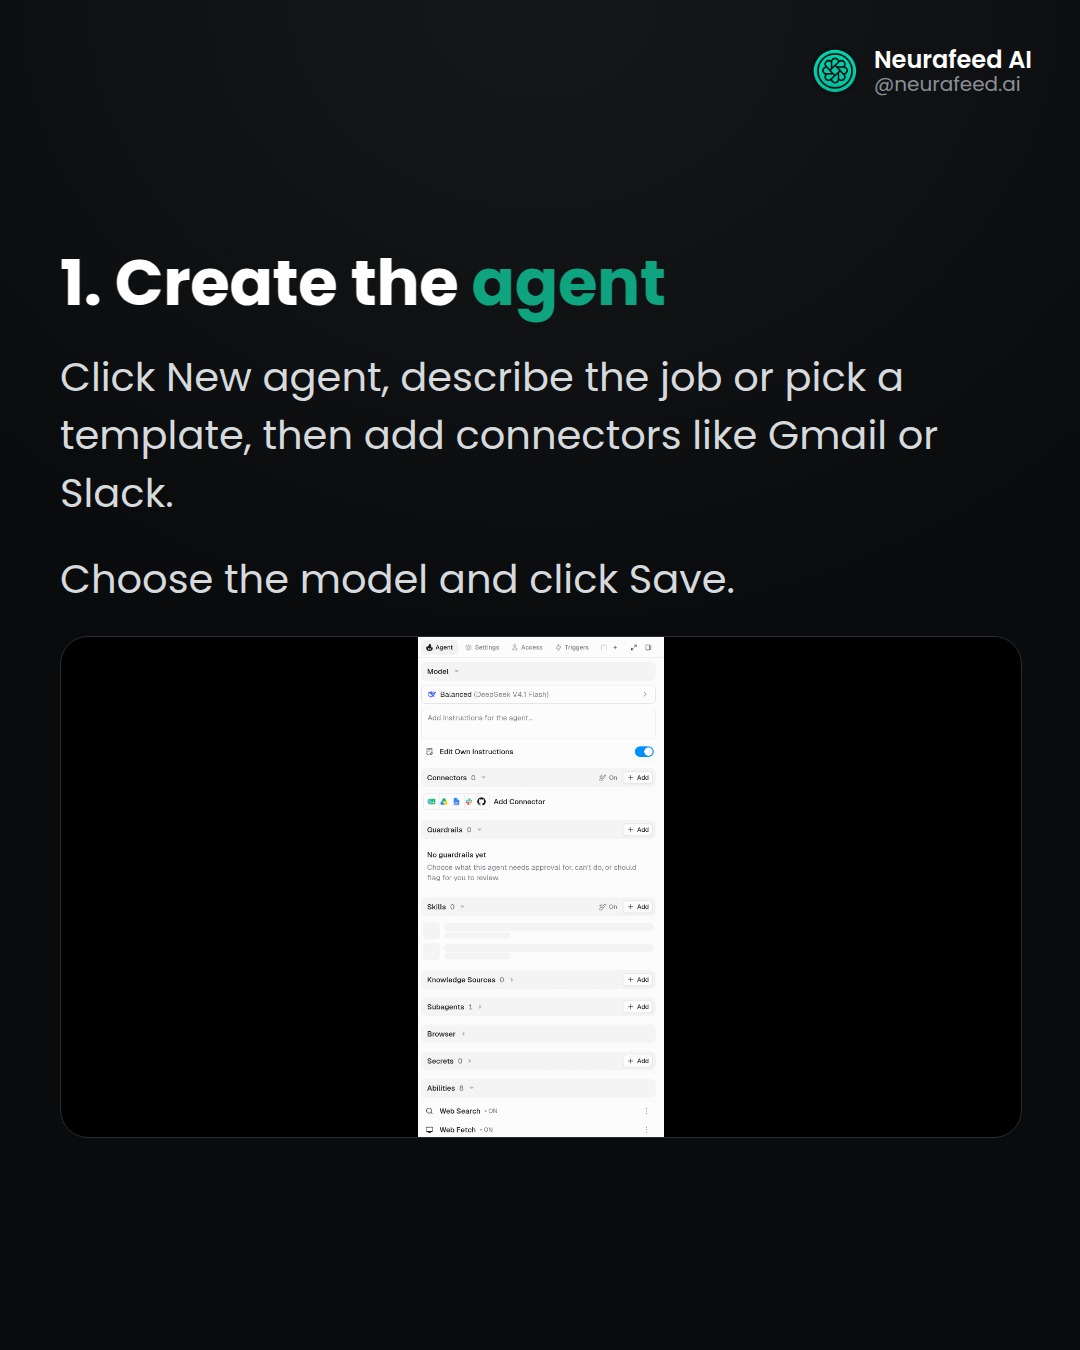 Neurafeed AI
@neurafeed.ai
1. Create the agent
Click New agent, describe the job or pick a
template, then add connectors like Gmail or
Slack.
Choose the model and click Save.
Agent Settings Access Triggers +
Model
Balanced (DeepSeek V4.1 Flash)
Add instructions for the agent...
Edit Own Instructions
Connectors 0 On + Add
Add Connector
Guardrails 0 + Add
No guardrails yet
Choose what this agent needs approval for, can't do, or should
flag for you to review.
Skills 0 On + Add
Knowledge Sources 0 + Add
Subagents 1 + Add
Browser
Secrets 0 + Add
Abilities 8
Web Search • ON
Web Fetch • ON